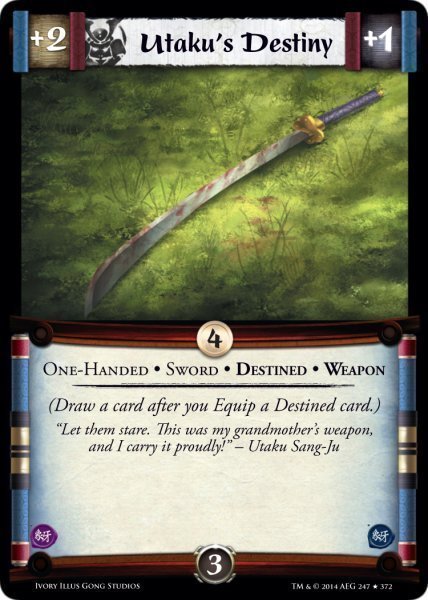 +2
Utaku's Destiny
+1
4
One-Handed • Sword • Destined • Weapon
(Draw a card after you Equip a Destined card.)
"Let them stare. This was my grandmother's weapon,
and I carry it proudly!" – Utaku Sang-Ju
3
Ivory Illus Gong Studios
TM & © 2014 AEG 247 ★ 372